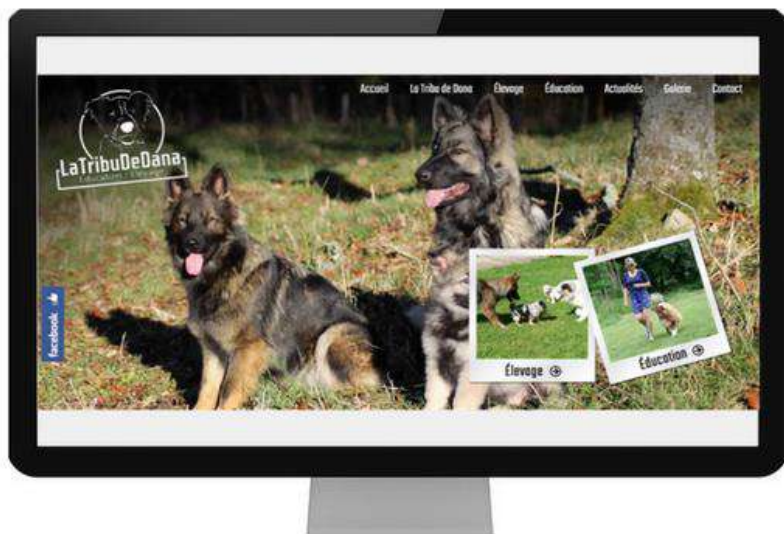 Accueil La Tribu de Dana Élevage Éducation Actualités Galerie Contact
LaTribuDeDana
Éducation - Élevage
facebook
Élevage
Éducation